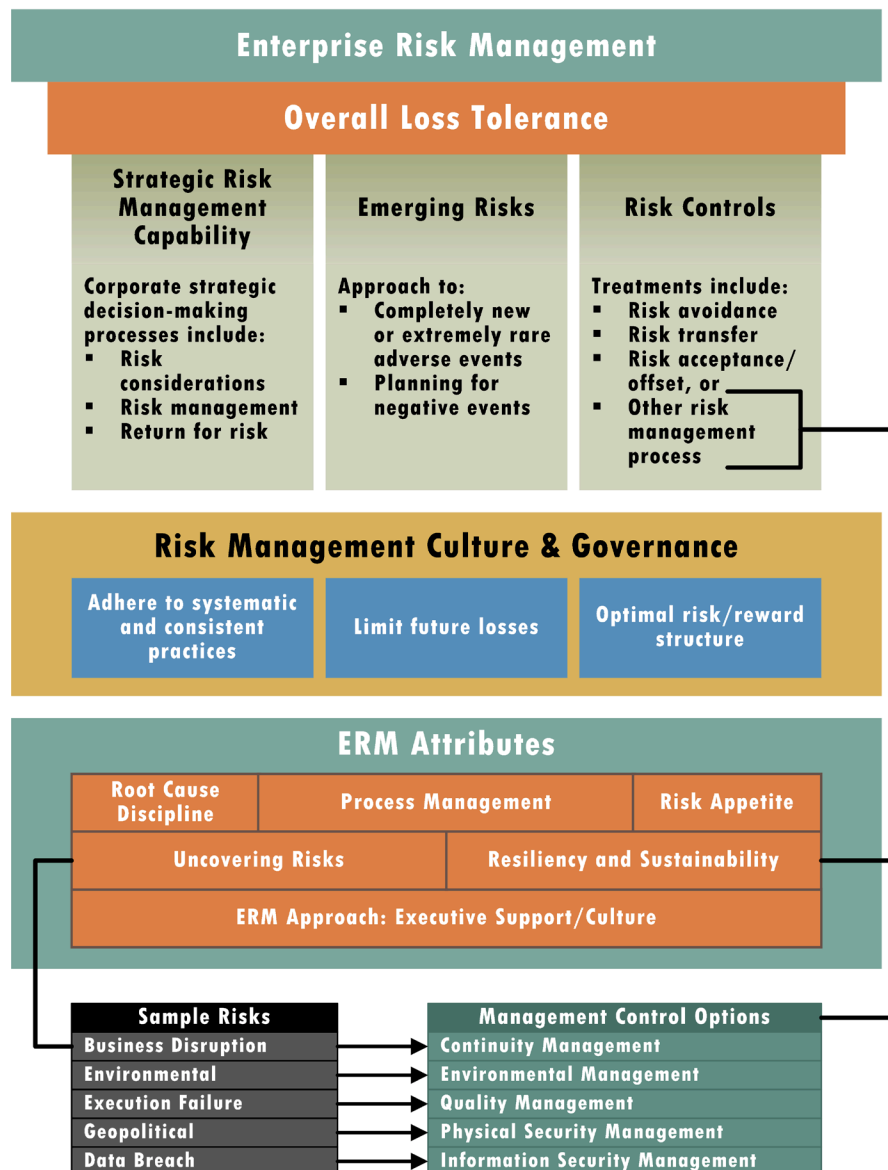 Enterprise Risk Management
Overall Loss Tolerance
Strategic Risk
Management
Capability
Corporate strategic
decision-making
processes include:
▪ Risk
considerations
▪ Risk management
▪ Return for risk
Emerging Risks
Approach to:
▪ Completely new
or extremely rare
adverse events
▪ Planning for
negative events
Risk Controls
Treatments include:
▪ Risk avoidance
▪ Risk transfer
▪ Risk acceptance/
offset, or
▪ Other risk
management
process
Risk Management Culture & Governance
Adhere to systematic
and consistent
practices
Limit future losses
Optimal risk/reward
structure
ERM Attributes
Root Cause
Discipline
Process Management
Risk Appetite
Uncovering Risks
Resiliency and Sustainability
ERM Approach: Executive Support/Culture
Sample Risks
Management Control Options
Business Disruption
Continuity Management
Environmental
Environmental Management
Execution Failure
Quality Management
Geopolitical
Physical Security Management
Data Breach
Information Security Management